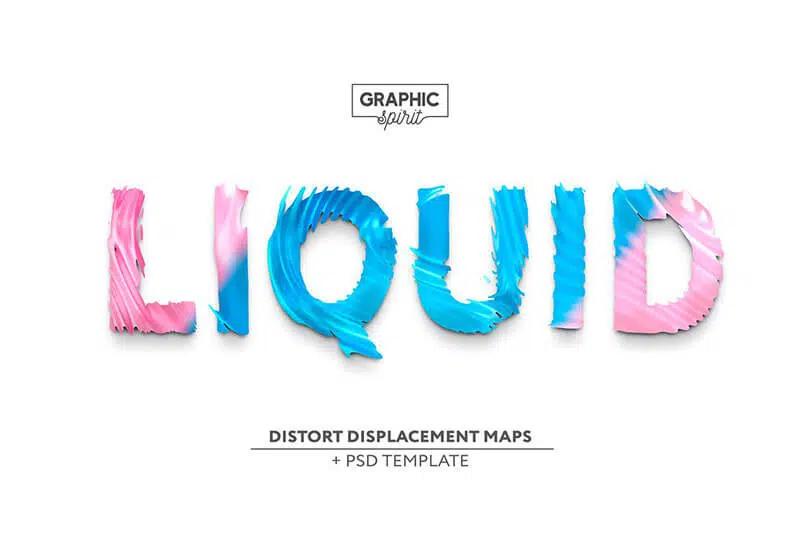 GRAPHIC
spirit
LIQUID
DISTORT DISPLACEMENT MAPS
+ PSD TEMPLATE